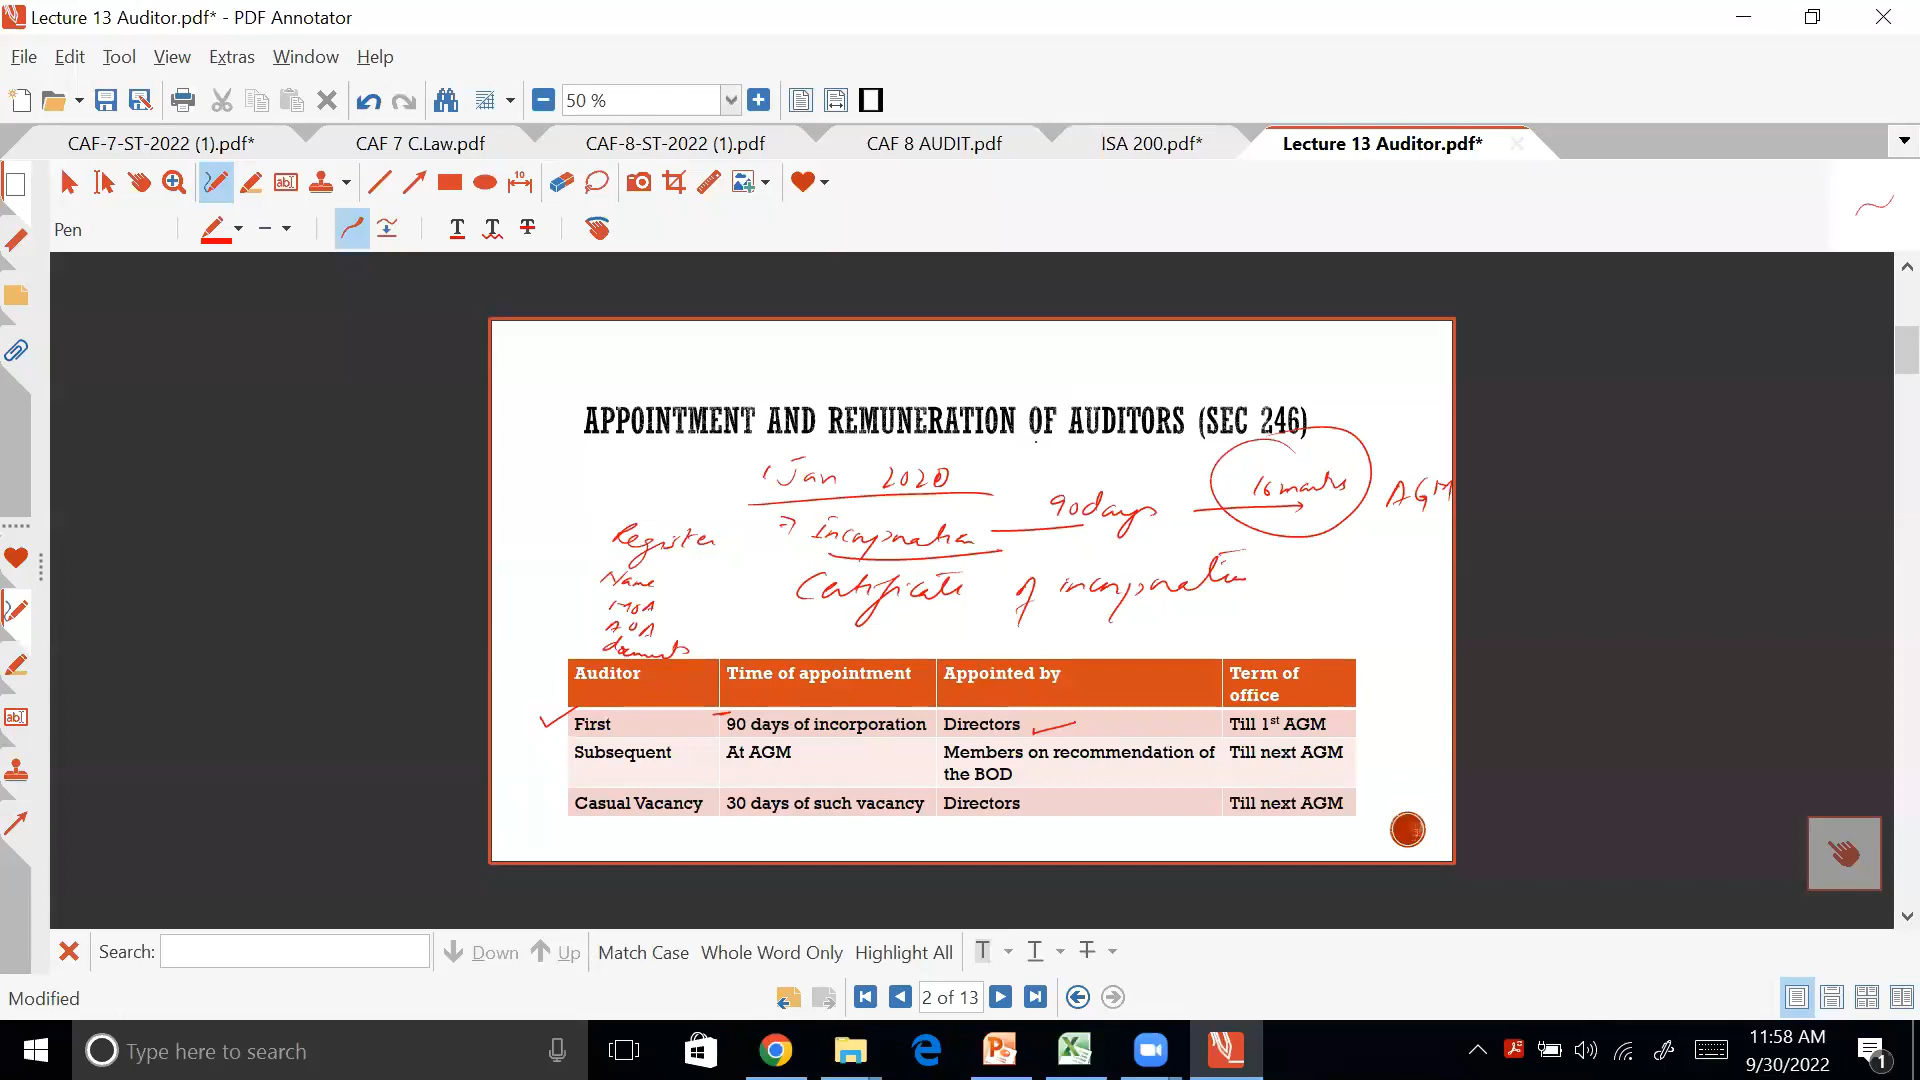 Lecture 13 Auditor.pdf* - PDF Annotator
File Edit Tool View Extras Window Help
50 %
CAF-7-ST-2022 (1).pdf* CAF 7 C.Law.pdf CAF-8-ST-2022 (1).pdf CAF 8 AUDIT.pdf ISA 200.pdf* Lecture 13 Auditor.pdf*
Pen
APPOINTMENT AND REMUNERATION OF AUDITORS (SEC 246)
1 Jan 2020
90 days
16 months
AGM
Register
Incorporation
Name
Certificate of incorporation
MOA
AOA
documents
Auditor Time of appointment Appointed by Term of office
First 90 days of incorporation Directors Till 1st AGM
Subsequent At AGM Members on recommendation of the BOD Till next AGM
Casual Vacancy 30 days of such vacancy Directors Till next AGM
Search: Down Up Match Case Whole Word Only Highlight All
Modified
2 of 13
Type here to search
11:58 AM
9/30/2022
1